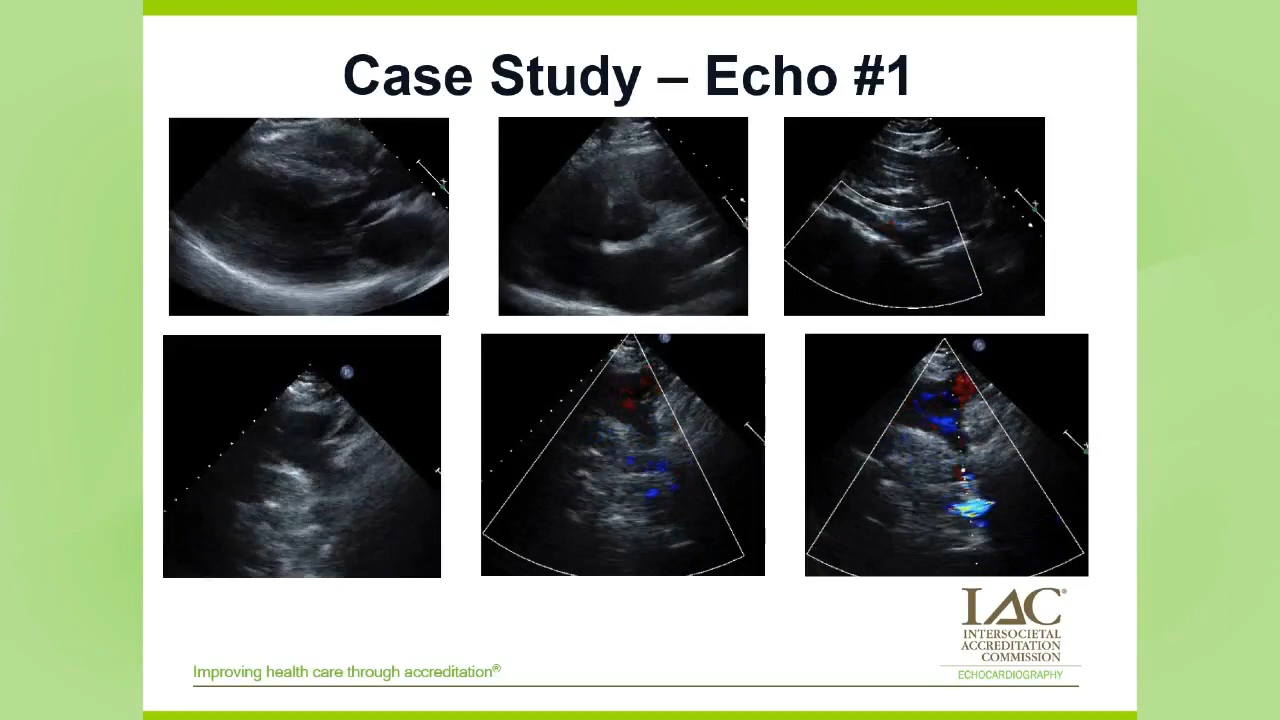 Case Study – Echo #1
IAC®
INTERSOCIETAL
ACCREDITATION
COMMISSION
ECHOCARDIOGRAPHY
Improving health care through accreditation®